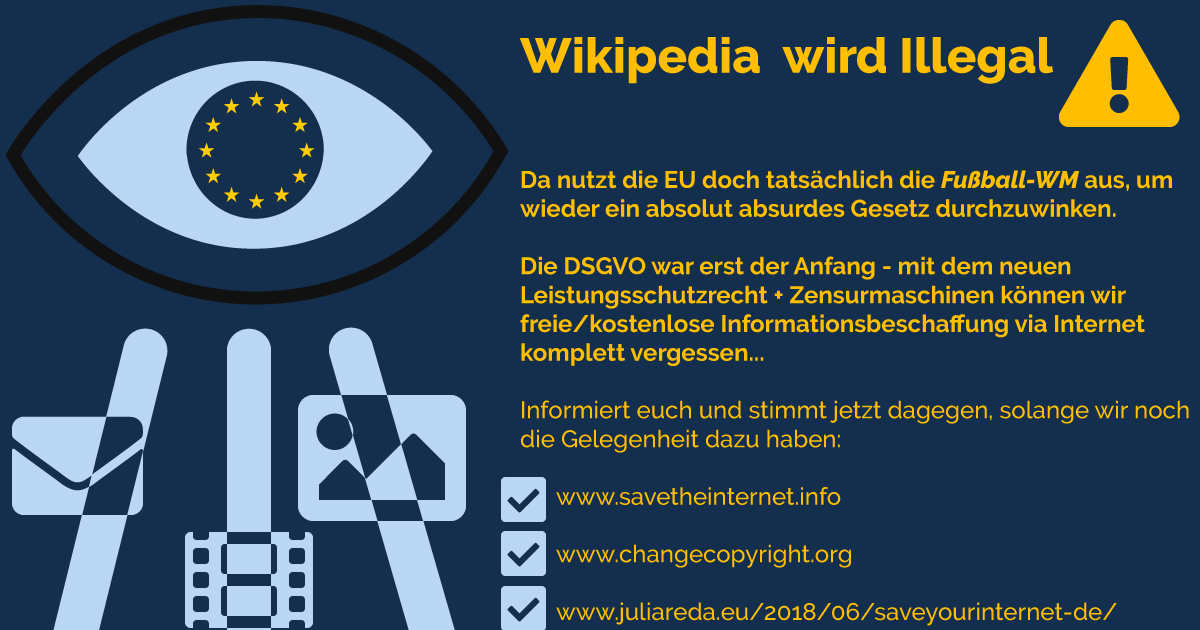 Wikipedia wird Illegal
Da nutzt die EU doch tatsächlich die Fußball-WM aus, um
wieder ein absolut absurdes Gesetz durchzuwinken.
Die DSGVO war erst der Anfang - mit dem neuen
Leistungsschutzrecht + Zensurmaschinen können wir
freie/kostenlose Informationsbeschaffung via Internet
komplett vergessen...
Informiert euch und stimmt jetzt dagegen, solange wir noch
die Gelegenheit dazu haben:
www.savetheinternet.info
www.changecopyright.org
www.juliareda.eu/2018/06/saveyourinternet-de/